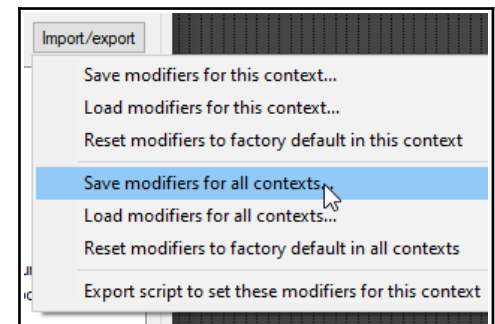 Import/export
Save modifiers for this context...
Load modifiers for this context...
Reset modifiers to factory default in this context
Save modifiers for all contexts...
Load modifiers for all contexts...
Reset modifiers to factory default in all contexts
Export script to set these modifiers for this context